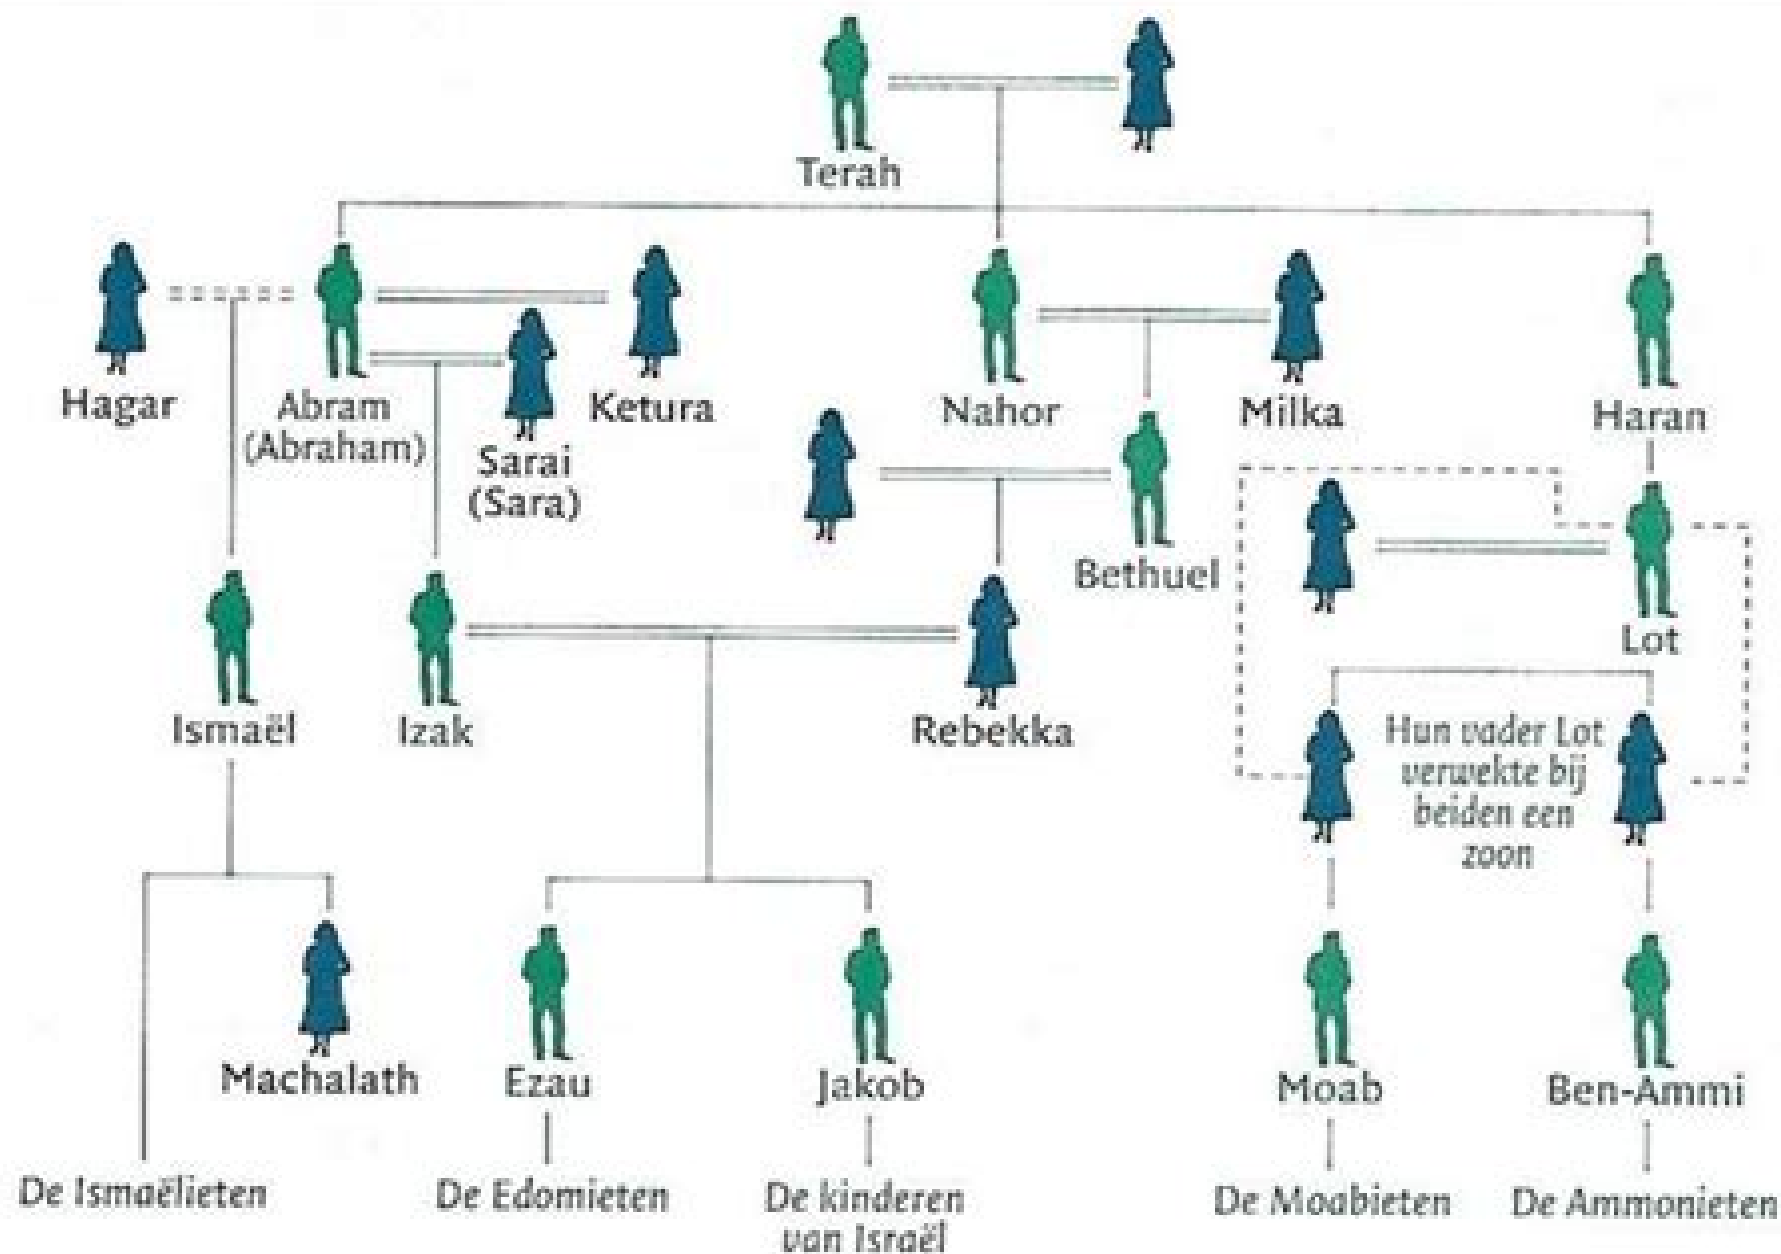 Terah
Hagar
Abram
(Abraham)
Sarai
(Sara)
Ketura
Nahor
Milka
Haran
Bethuel
Lot
Ismaël
Izak
Rebekka
Hun vader Lot
verwekte bij
beiden een
zoon
Machalath
Ezau
Jakob
Moab
Ben-Ammi
De Ismaëlieten
De Edomieten
De kinderen
van Israël
De Moabieten
De Ammonieten